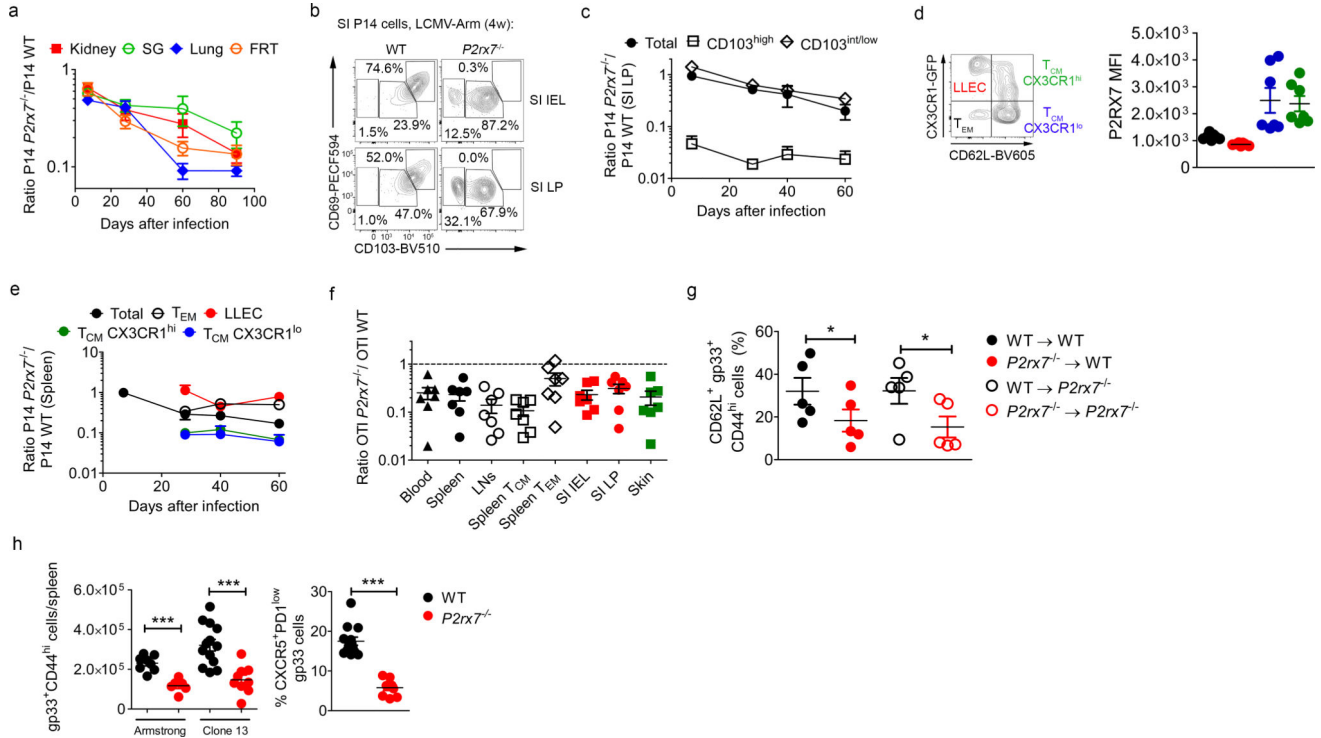 a
Kidney SG Lung FRT
Ratio P14 P2rx7-/-/P14 WT
1
0.1
0 20 40 60 80 100
Days after infection
b
SI P14 cells, LCMV-Arm (4w):
WT P2rx7-/-
74.6% 0.3%
SI IEL
1.5% 23.9% 12.5% 87.2%
52.0% 0.0%
SI LP
1.0% 47.0% 32.1% 67.9%
CD69-PECF594
CD103-BV510
c
Total CD103high CD103int/low
Ratio P14 P2rx7-/-/
P14 WT (SI LP)
10
1
0.1
0.01
0 20 40 60
Days after infection
d
CX3CR1-GFP
LLEC
TCM
CX3CR1hi
TEM
TCM
CX3CR1lo
CD62L-BV605
P2RX7 MFI
5.0×10³
4.0×10³
3.0×10³
2.0×10³
1.0×10³
0
e
Total TEM LLEC
TCM CX3CR1hi TCM CX3CR1lo
Ratio P14 P2rx7-/-/
P14 WT (Spleen)
10
1
0.1
0.01
0 20 40 60
Days after infection
f
Ratio OTI P2rx7-/-/ OTI WT
10
1
0.1
0.01
Blood
Spleen
LNs
Spleen TCM
Spleen TEM
SI IEL
SI LP
Skin
g
CD62L+ gp33+
CD44hi cells (%)
60
40
20
0
* *
WT → WT
P2rx7-/- → WT
WT → P2rx7-/-
P2rx7-/- → P2rx7-/-
h
gp33+CD44hi cells/spleen
6.0×10⁵
4.0×10⁵
2.0×10⁵
0
*** ***
Armstrong Clone 13
% CXCR5+PD1low
gp33 cells
30
20
10
0
***
WT
P2rx7-/-